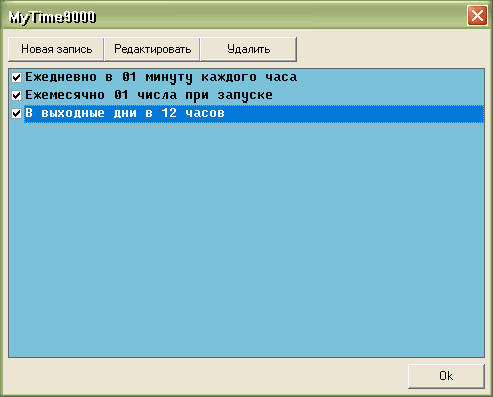 MyTime9000
Новая запись Редактировать Удалить
Ежедневно в 01 минуту каждого часа
Ежемесячно 01 числа при запуске
В выходные дни в 12 часов
Ok